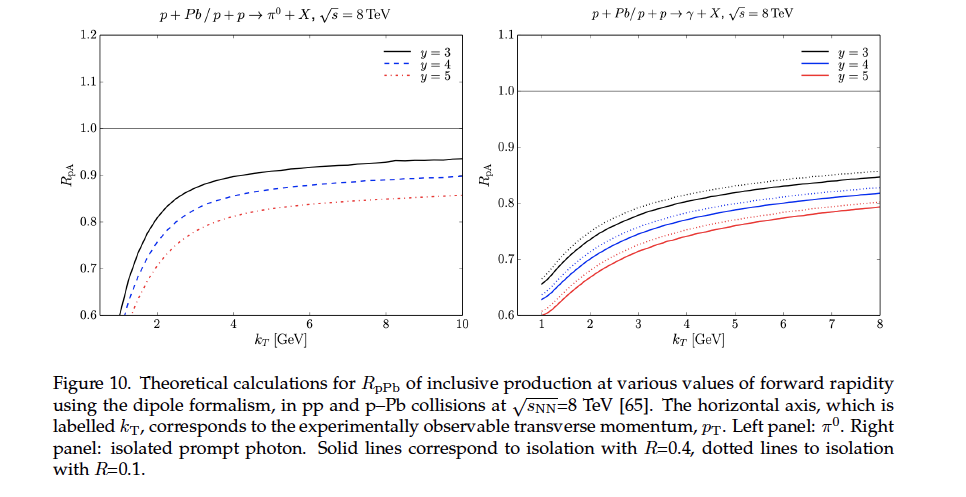 p + Pb/p + p → π⁰ + X, √s = 8 TeV
1.2
1.1
1.0
0.9
0.8
0.7
0.6
R_pA
y = 3
y = 4
y = 5
2
4
6
8
10
k_T [GeV]
p + Pb/p + p → γ + X, √s = 8 TeV
1.1
1.0
0.9
0.8
0.7
0.6
R_pA
y = 3
y = 4
y = 5
1
2
3
4
5
6
7
8
k_T [GeV]
Figure 10. Theoretical calculations for R_pPb of inclusive production at various values of forward rapidity
using the dipole formalism, in pp and p–Pb collisions at √s_NN=8 TeV [65]. The horizontal axis, which is
labelled k_T, corresponds to the experimentally observable transverse momentum, p_T. Left panel: π⁰. Right
panel: isolated prompt photon. Solid lines correspond to isolation with R=0.4, dotted lines to isolation
with R=0.1.